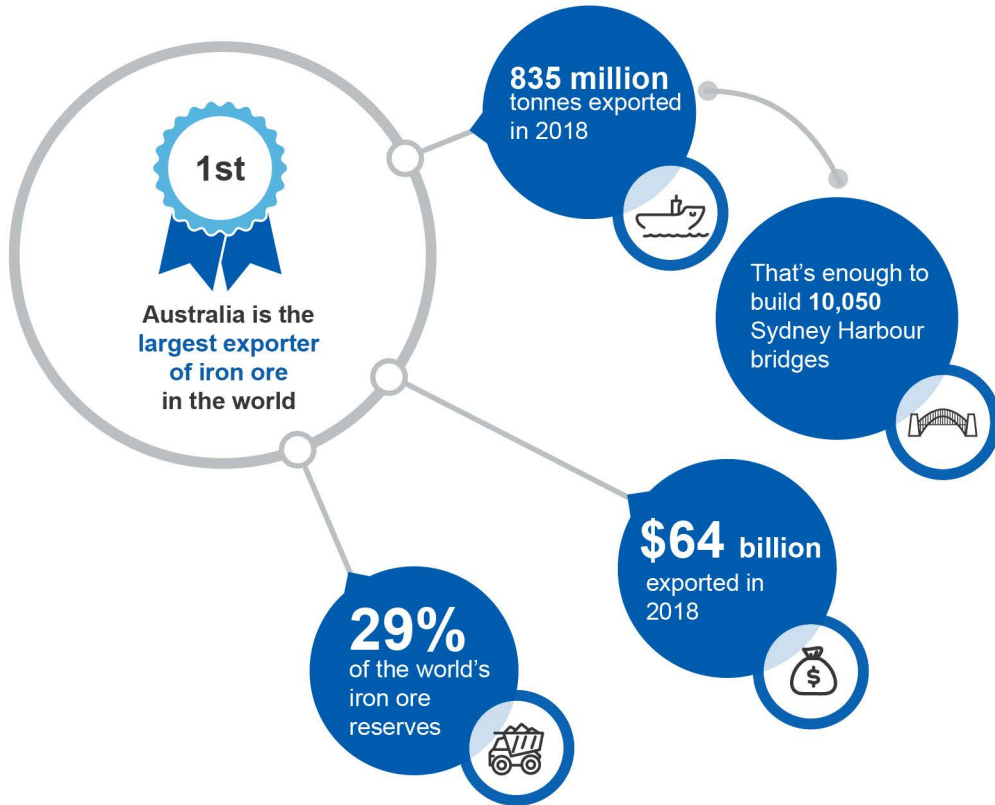 1st
Australia is the
largest exporter
of iron ore
in the world
835 million
tonnes exported
in 2018
That’s enough to
build 10,050
Sydney Harbour
bridges
$64 billion
exported in
2018
$
29%
of the world’s
iron ore
reserves